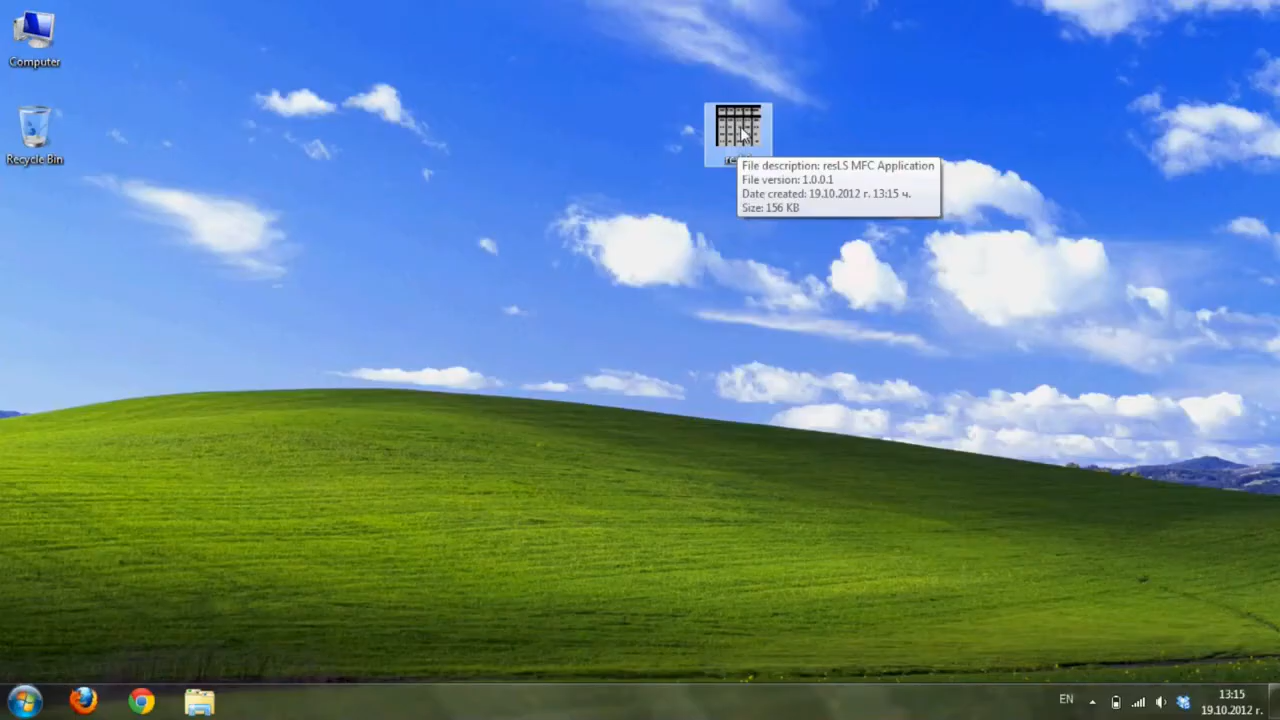 Computer
Recycle Bin
File description: resLS MFC Application
File version: 1.0.0.1
Date created: 19.10.2012 г. 13:15 ч.
Size: 156 KB
EN
13:15
19.10.2012 г.